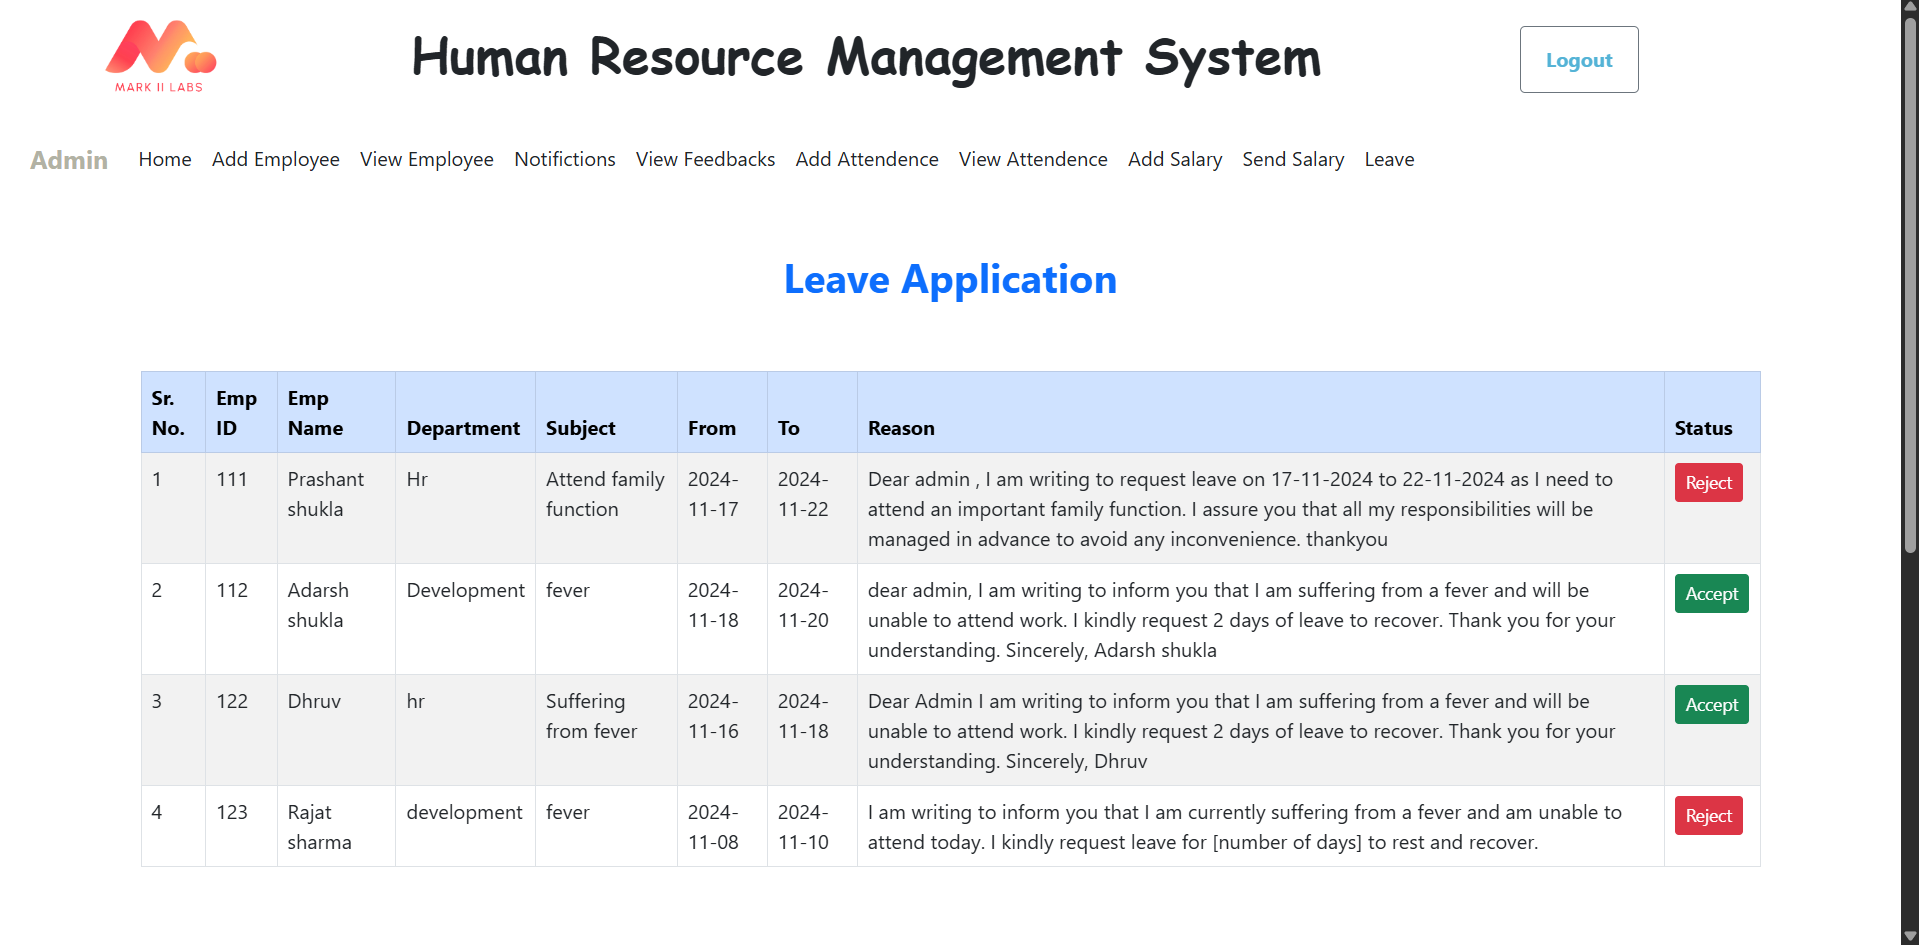 MARK II LABS
Human Resource Management System
Logout
Admin Home Add Employee View Employee Notifictions View Feedbacks Add Attendence View Attendence Add Salary Send Salary Leave
Leave Application
Sr. No. Emp ID Emp Name Department Subject From To Reason Status
1 111 Prashant shukla Hr Attend family function 2024-11-17 2024-11-22 Dear admin , I am writing to request leave on 17-11-2024 to 22-11-2024 as I need to
attend an important family function. I assure you that all my responsibilities will be
managed in advance to avoid any inconvenience. thankyou Reject
2 112 Adarsh shukla Development fever 2024-11-18 2024-11-20 dear admin, I am writing to inform you that I am suffering from a fever and will be
unable to attend work. I kindly request 2 days of leave to recover. Thank you for your
understanding. Sincerely, Adarsh shukla Accept
3 122 Dhruv hr Suffering from fever 2024-11-16 2024-11-18 Dear Admin I am writing to inform you that I am suffering from a fever and will be
unable to attend work. I kindly request 2 days of leave to recover. Thank you for your
understanding. Sincerely, Dhruv Accept
4 123 Rajat sharma development fever 2024-11-08 2024-11-10 I am writing to inform you that I am currently suffering from a fever and am unable to
attend today. I kindly request leave for [number of days] to rest and recover. Reject